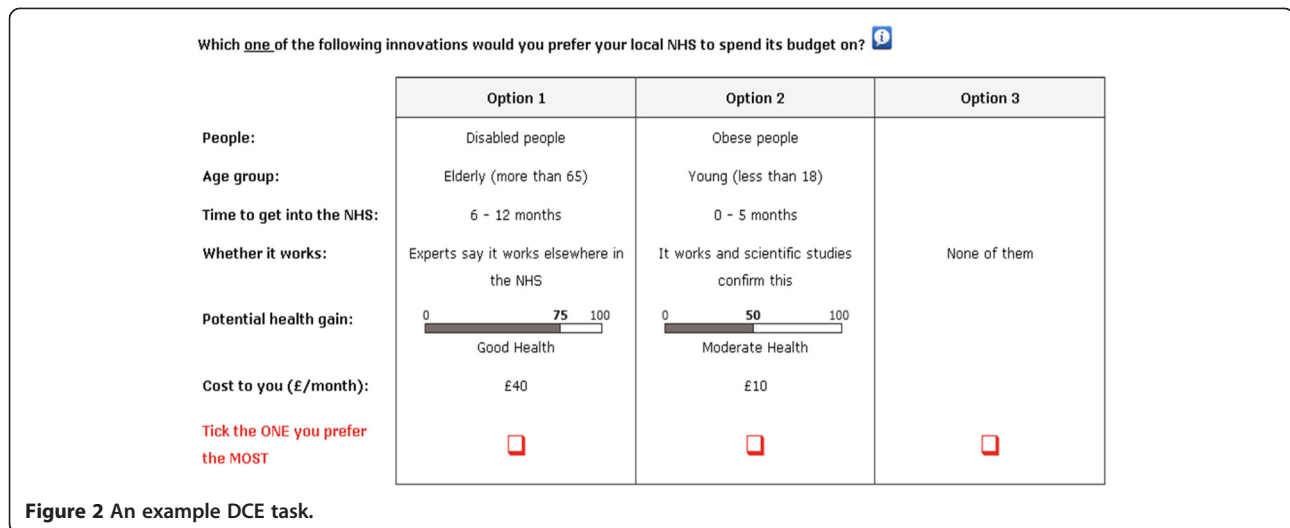 Which one of the following innovations would you prefer your local NHS to spend its budget on?
Option 1 Option 2 Option 3
People: Disabled people Obese people
Age group: Elderly (more than 65) Young (less than 18)
Time to get into the NHS: 6 - 12 months 0 - 5 months
Whether it works: Experts say it works elsewhere in It works and scientific studies None of them
the NHS confirm this
Potential health gain: 0 75 100 0 50 100
Good Health Moderate Health
Cost to you (£/month): £40 £10
Tick the ONE you prefer
the MOST
Figure 2 An example DCE task.